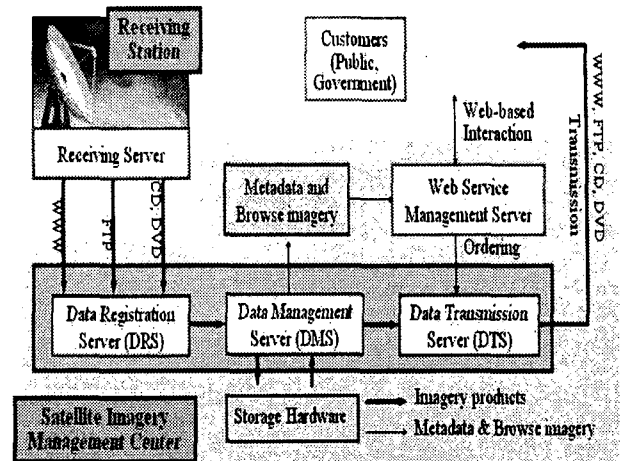 Receiving
Station
Customers
(Public,
Government)
Receiving Server
WWW
FTP
CD, DVD
Web-based
Interaction
Metadata and
Browse imagery
Web Service
Management Server
Ordering
Transmission
WWW, FTP, CD, DVD
Data Registration
Server (DRS)
Data Management
Server (DMS)
Data Transmission
Server (DTS)
Satellite Imagery
Management Center
Storage Hardware
Imagery products
Metadata & Browse imagery